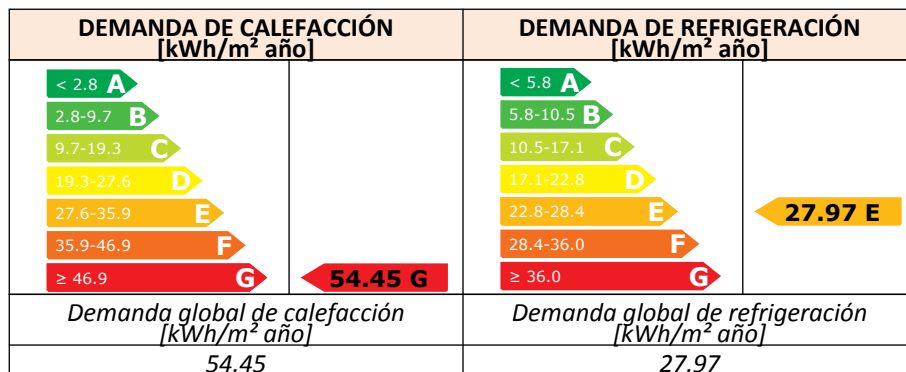 DEMANDA DE CALEFACCIÓN
[kWh/m² año]
DEMANDA DE REFRIGERACIÓN
[kWh/m² año]
< 2.8 A
2.8-9.7 B
9.7-19.3 C
19.3-27.6 D
27.6-35.9 E
35.9-46.9 F
≥ 46.9 G
54.45 G
< 5.8 A
5.8-10.5 B
10.5-17.1 C
17.1-22.8 D
22.8-28.4 E
28.4-36.0 F
≥ 36.0 G
27.97 E
Demanda global de calefacción
[kWh/m² año]
Demanda global de refrigeración
[kWh/m² año]
54.45
27.97